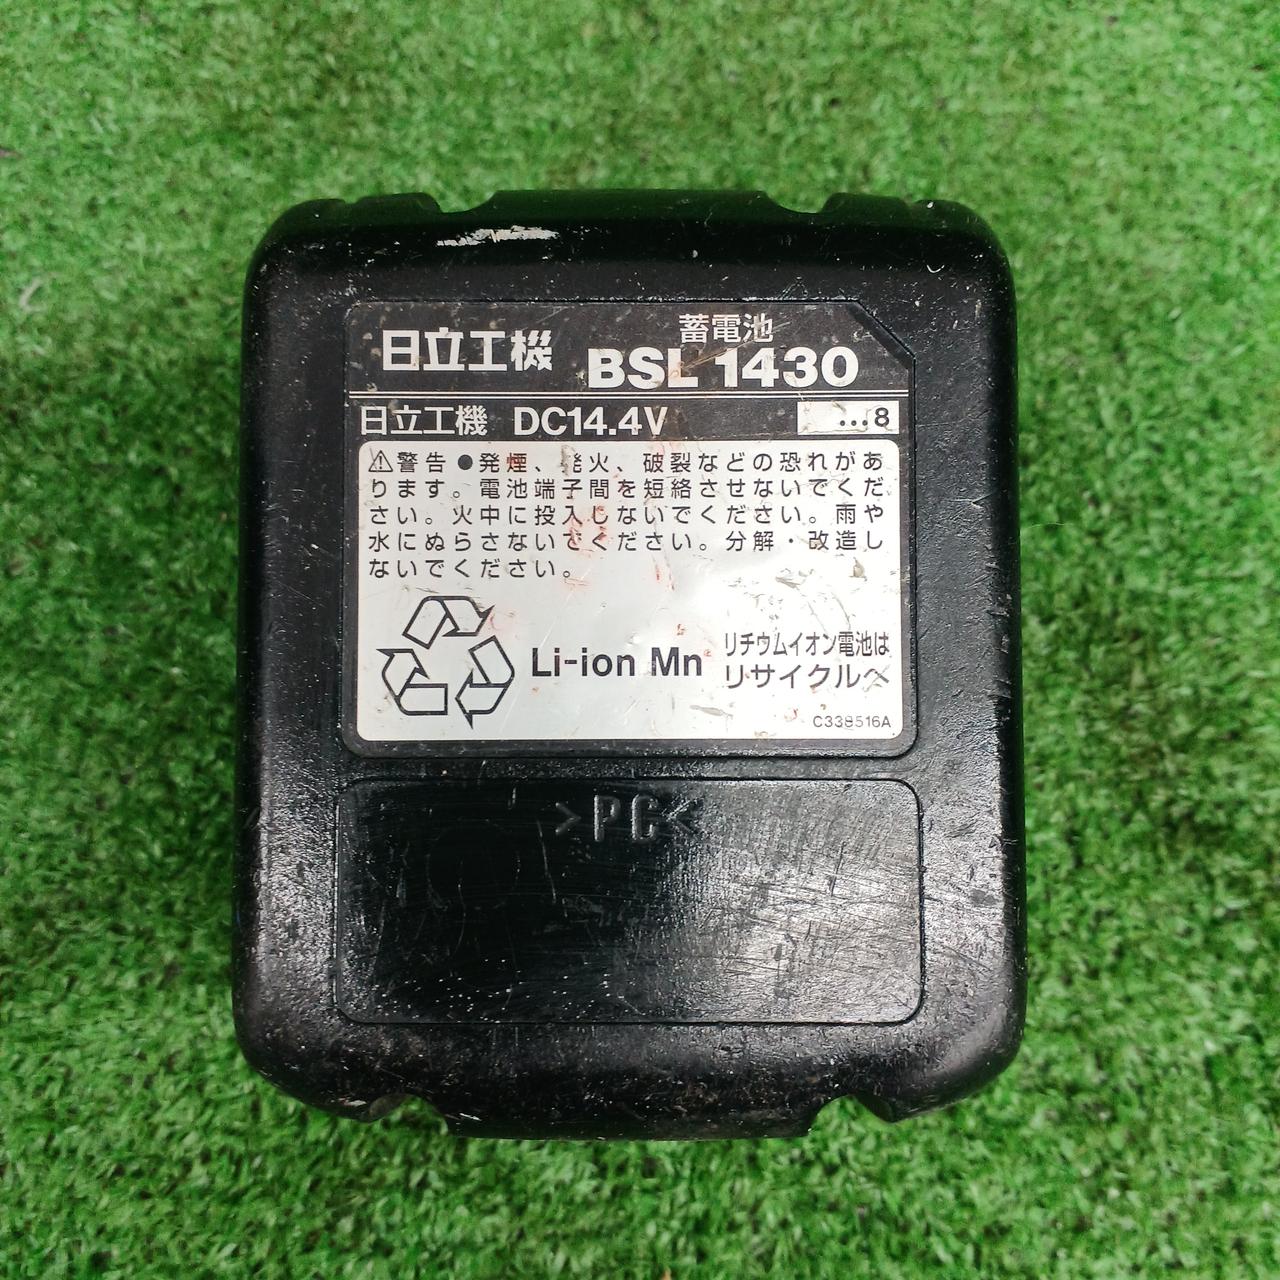 蓄電池
日立工機 BSL 1430
日立工機 DC14.4V ...8
⚠警告 ●発煙、発火、破裂などの恐れがあ
ります。電池端子間を短絡させないでくだ
さい。火中に投入しないでください。雨や
水にぬらさないでください。分解・改造し
ないでください。
Li-ion Mn
リチウムイオン電池は
リサイクルへ
C338516A
>PC<